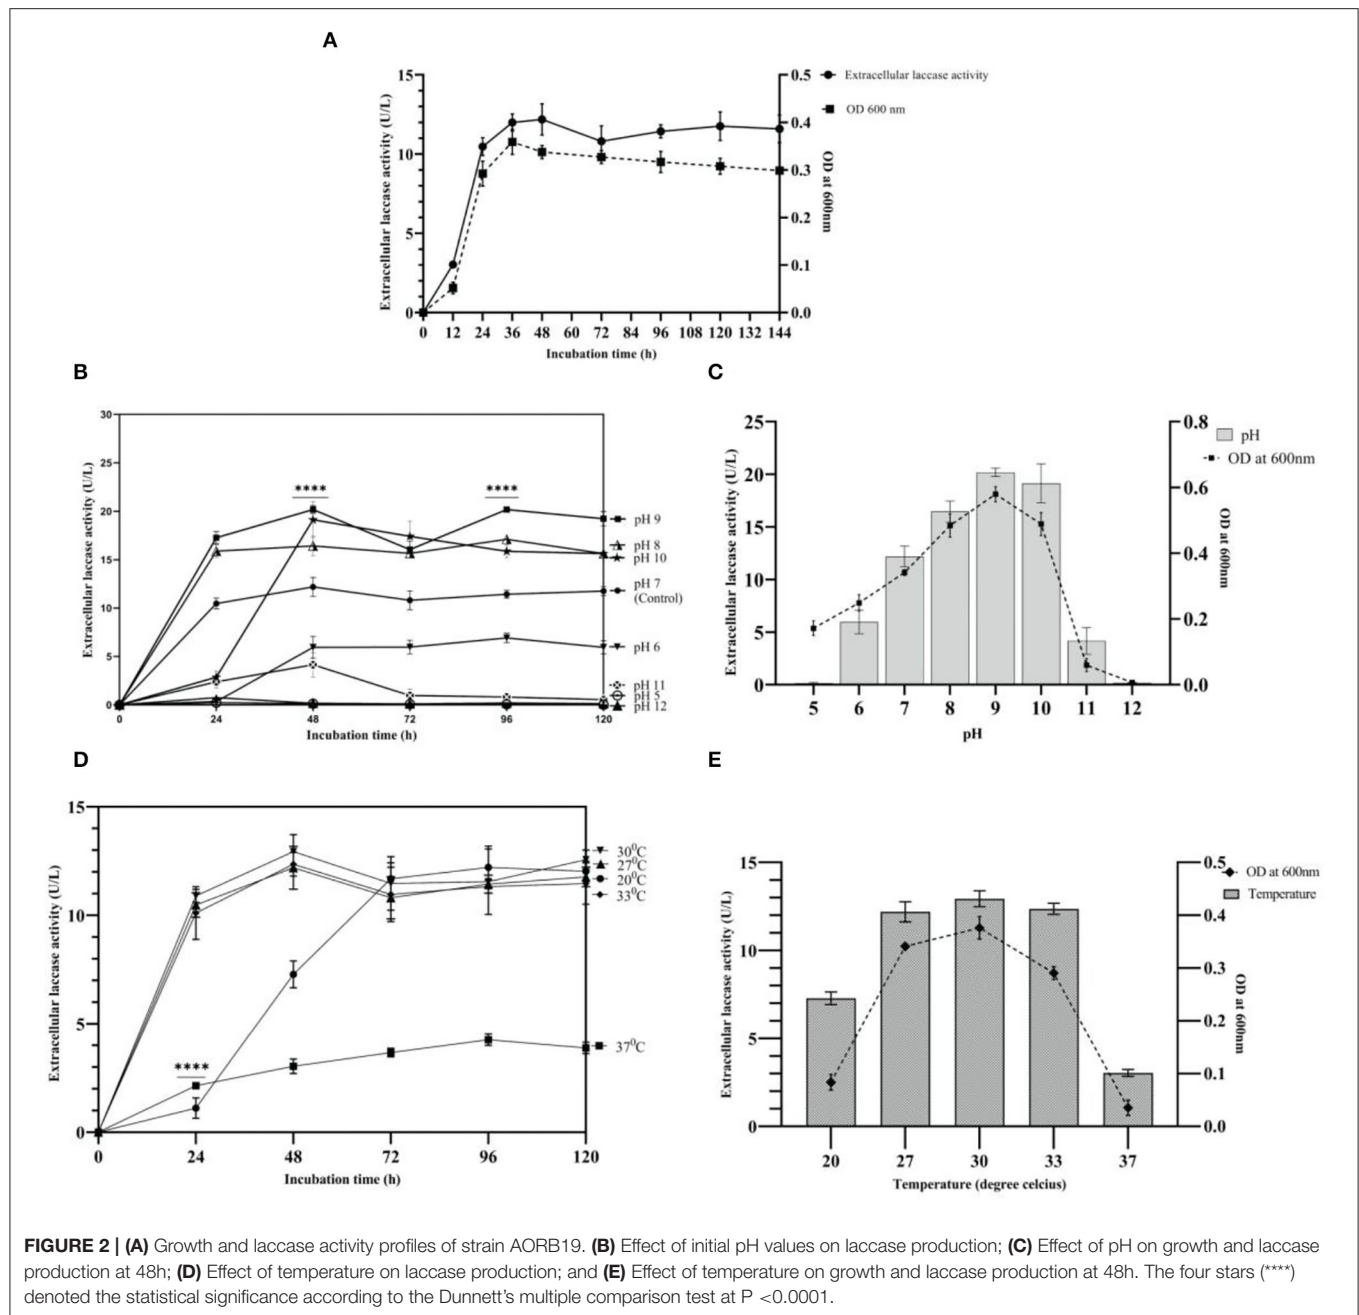 A
Extracellular laccase activity (U/L)
15
10
5
0
0.5
0.4
0.3
0.2
0.1
0.0
OD at 600nm
Extracellular laccase activity
OD 600 nm
0 12 24 36 48 60 72 84 96 108 120 132 144
Incubation time (h)
B
Extracellular laccase activity (U/L)
30
25
20
15
10
5
0
**** ****
pH 9
pH 8
pH 10
pH 7
(Control)
pH 6
pH 11
pH 5
pH 12
0 24 48 72 96 120
Incubation time (h)
C
Extracellular laccase activity (U/L)
25
20
15
10
5
0
0.8
0.6
0.4
0.2
0.0
OD at 600nm
pH
OD at 600nm
5 6 7 8 9 10 11 12
pH
D
Extracellular laccase activity (U/L)
15
10
5
0
****
30⁰C
27⁰C
20⁰C
33⁰C
37⁰C
0 24 48 72 96 120
Incubation time (h)
E
Extracellular laccase activity (U/L)
15
10
5
0
0.5
0.4
0.3
0.2
0.1
0.0
OD at 600nm
OD at 600nm
Temperature
20 27 30 33 37
Temperature (degree celcius)
FIGURE 2 | (A) Growth and laccase activity profiles of strain AORB19. (B) Effect of initial pH values on laccase production; (C) Effect of pH on growth and laccase
production at 48h; (D) Effect of temperature on laccase production; and (E) Effect of temperature on growth and laccase production at 48h. The four stars (****)
denoted the statistical significance according to the Dunnett's multiple comparison test at P <0.0001.